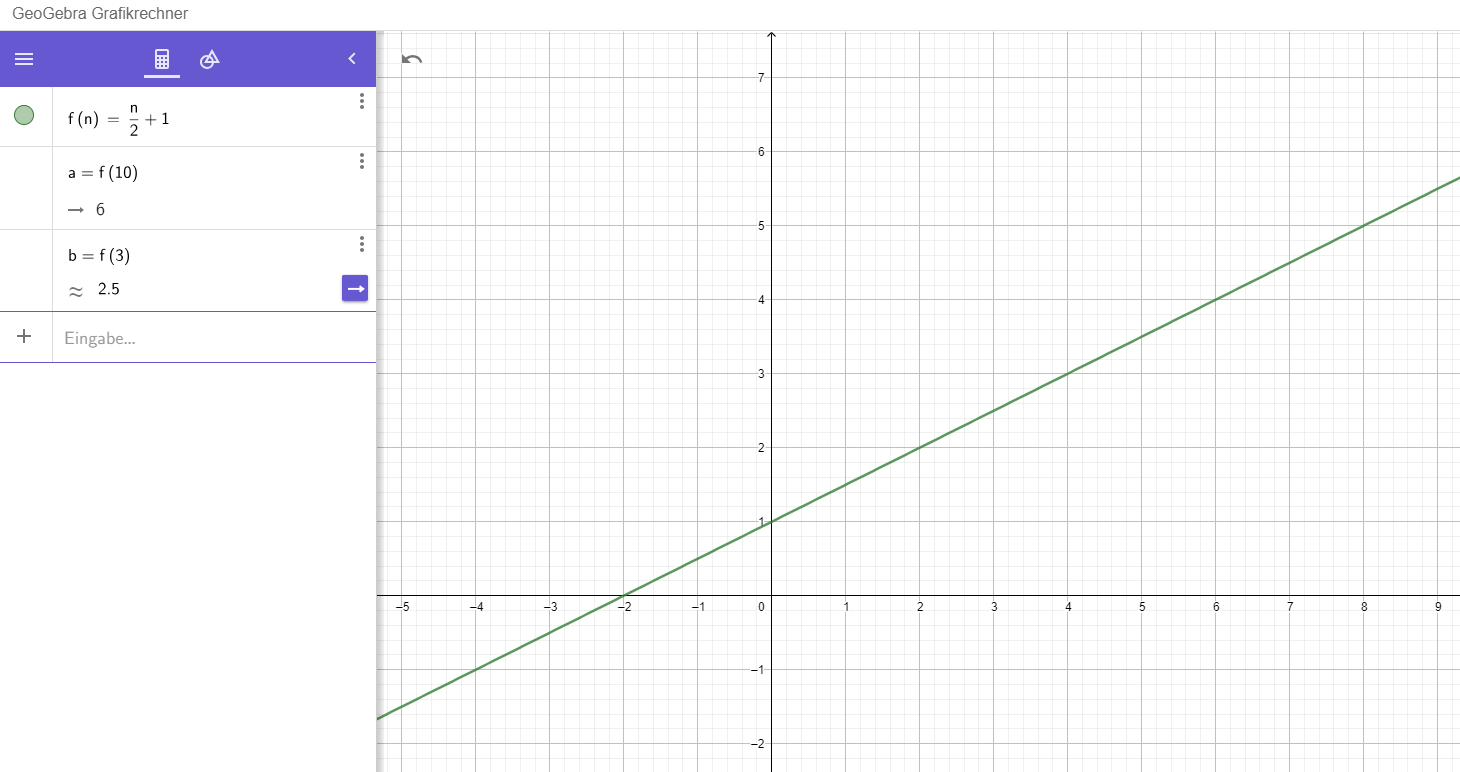 GeoGebra Grafikrechner
f (n) = n/2 + 1
a = f (10)
→ 6
b = f (3)
≈ 2.5
→
+ Eingabe...
7
6
5
4
3
2
1
–5 –4 –3 –2 –1 0 1 2 3 4 5 6 7 8 9
–1
–2